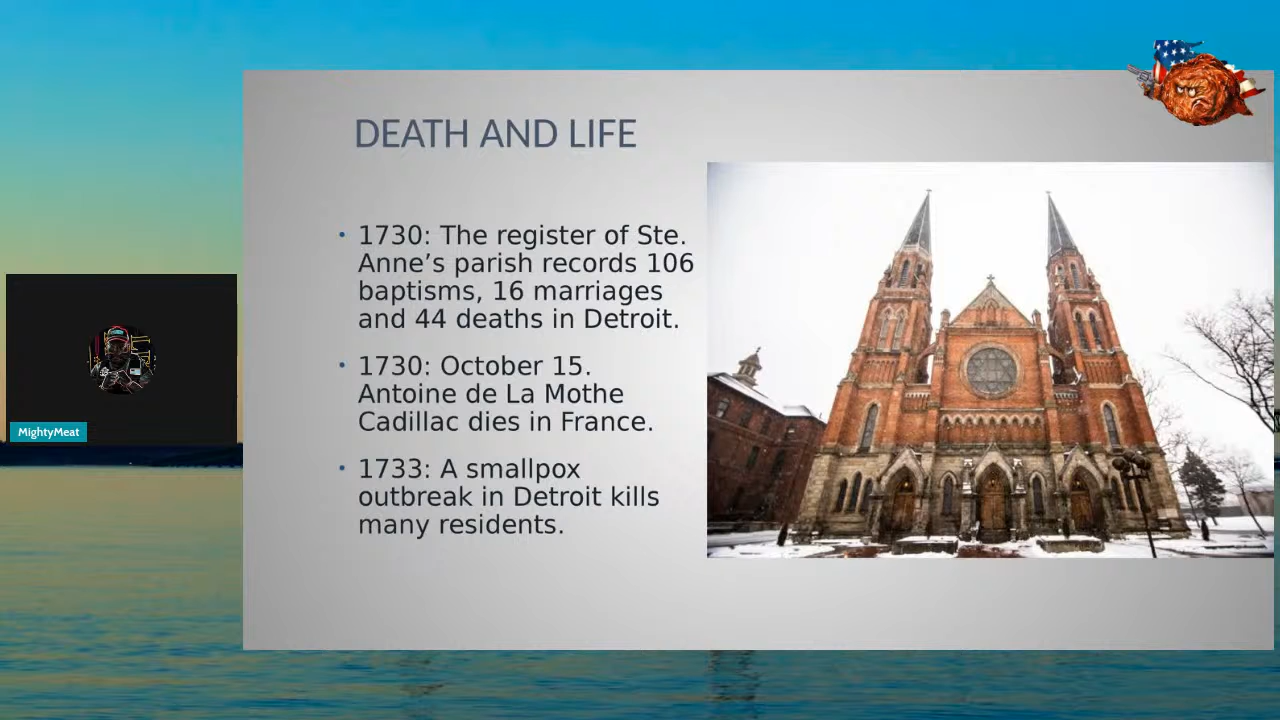 DEATH AND LIFE
• 1730: The register of Ste.
Anne’s parish records 106
baptisms, 16 marriages
and 44 deaths in Detroit.
• 1730: October 15.
Antoine de La Mothe
Cadillac dies in France.
• 1733: A smallpox
outbreak in Detroit kills
many residents.
MightyMeat